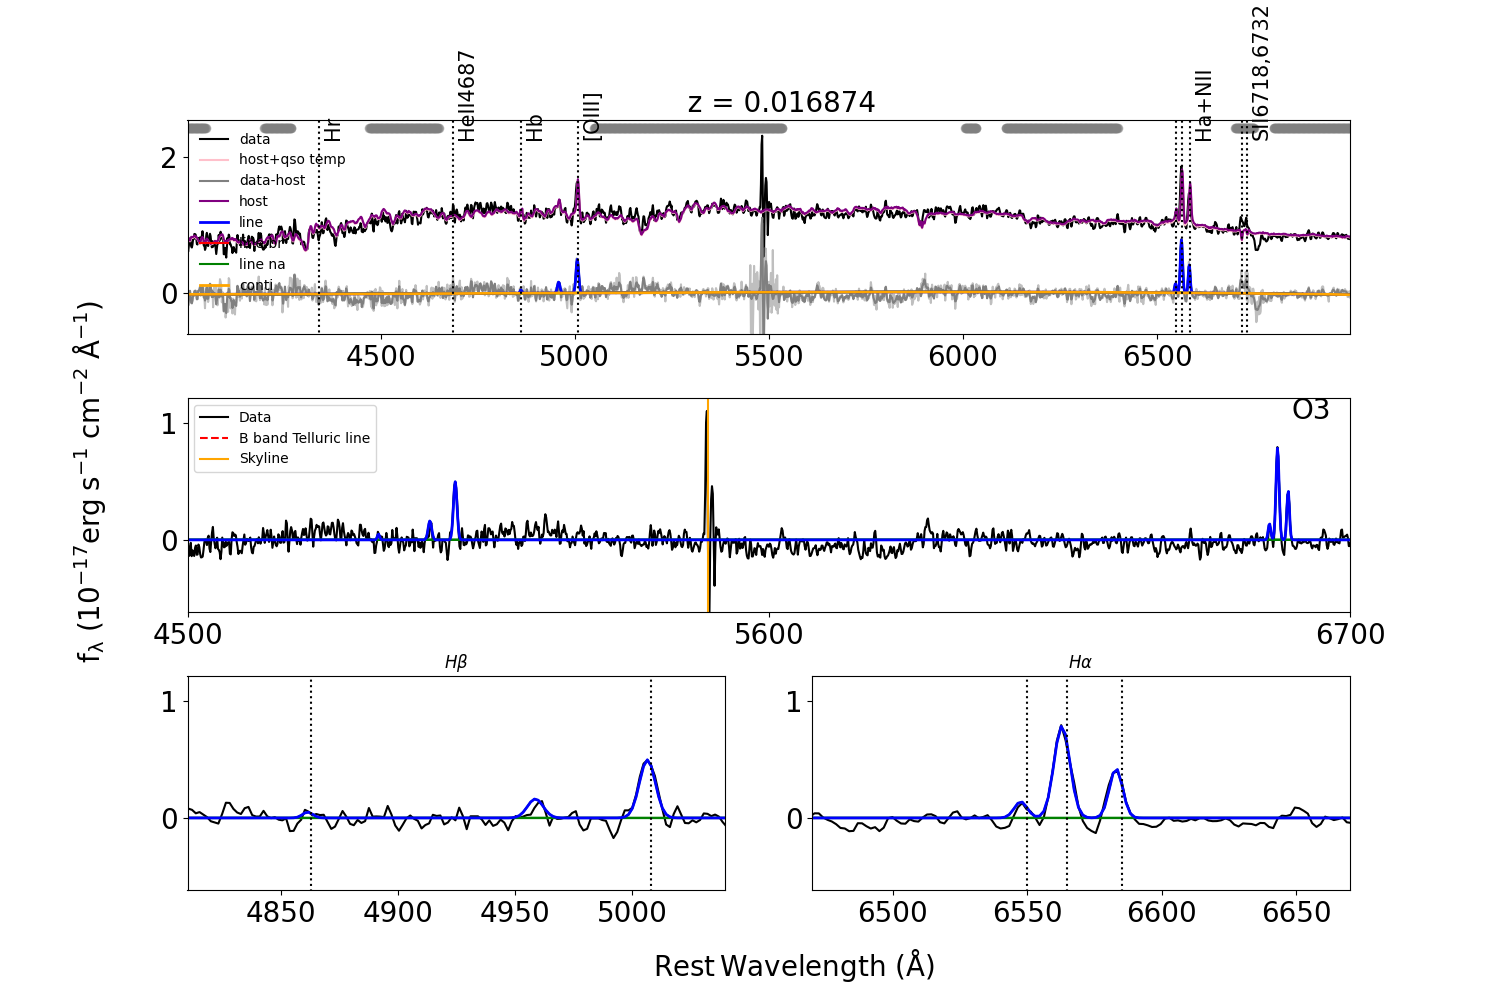 Hr
HeII4687
Hb
[OIII]
z = 0.016874
Ha+NII
SII6718,6732
data
host+qso temp
data-host
host
line
line br
line na
conti
2
0
4500
5000
5500
6000
6500
f_λ (10^{-17}erg s^{-1} cm^{-2} Å^{-1})
O3
Data
B band Telluric line
Skyline
1
0
4500
5600
6700
Hβ
1
0
4850
4900
4950
5000
Hα
1
0
6500
6550
6600
6650
Rest Wavelength (Å)